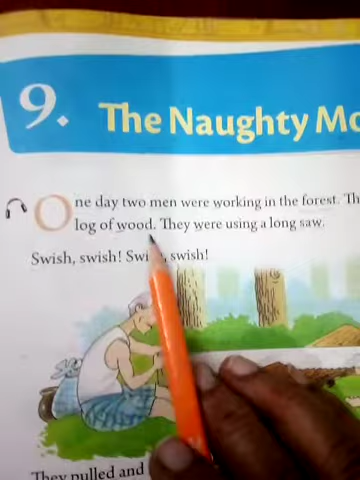 9. The Naughty Mo
One day two men were working in the forest. Th
log of wood. They were using a long saw.
Swish, swish! Swi , swish!
They pulled and